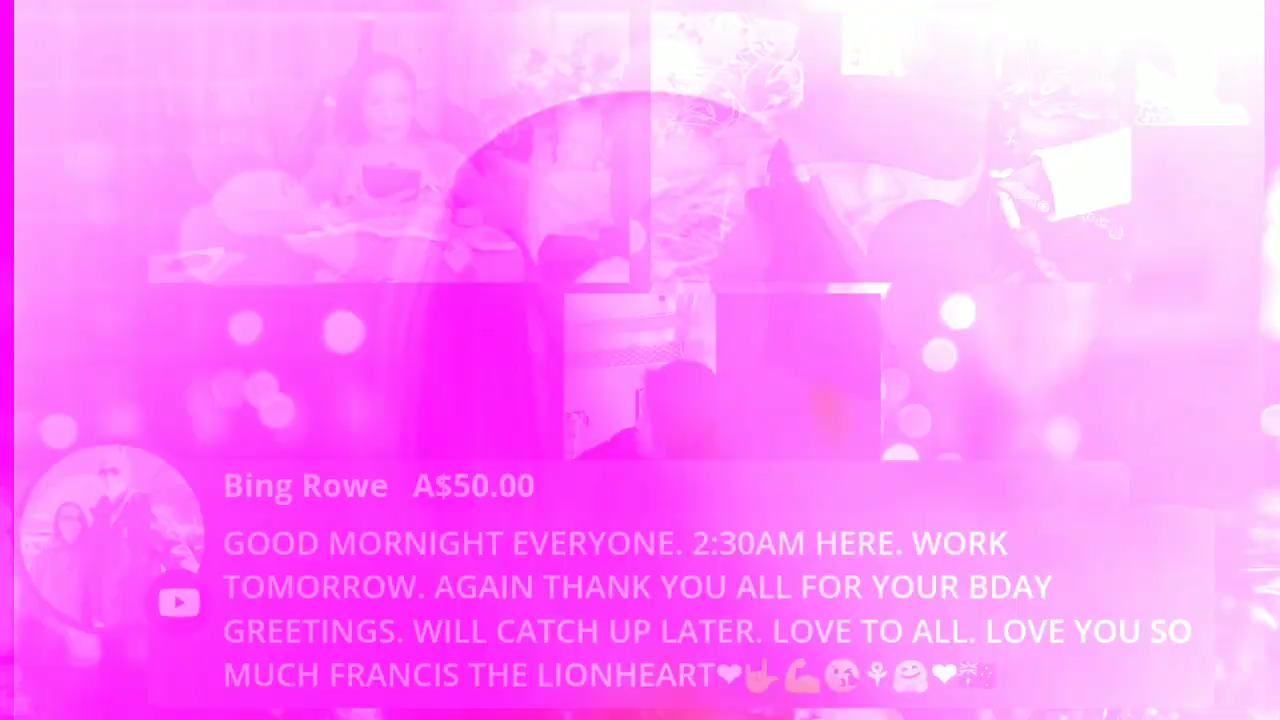 Bing Rowe A$50.00
GOOD MORNIGHT EVERYONE. 2:30AM HERE. WORK
TOMORROW. AGAIN THANK YOU ALL FOR YOUR BDAY
GREETINGS. WILL CATCH UP LATER. LOVE TO ALL. LOVE YOU SO
MUCH FRANCIS THE LIONHEART❤🤟💪😘⚘🤗❤🇦🇺